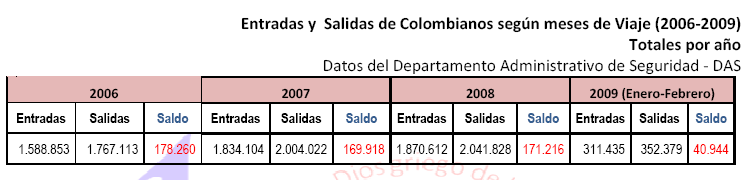 Entradas y Salidas de Colombianos según meses de Viaje (2006-2009)
Totales por año
Datos del Departamento Administrativo de Seguridad - DAS
2006 2007 2008 2009 (Enero-Febrero)
Entradas Salidas Saldo Entradas Salidas Saldo Entradas Salidas Saldo Entradas Salidas Saldo
1.588.853 1.767.113 178.260 1.834.104 2.004.022 169.918 1.870.612 2.041.828 171.216 311.435 352.379 40.944
Dios griego de